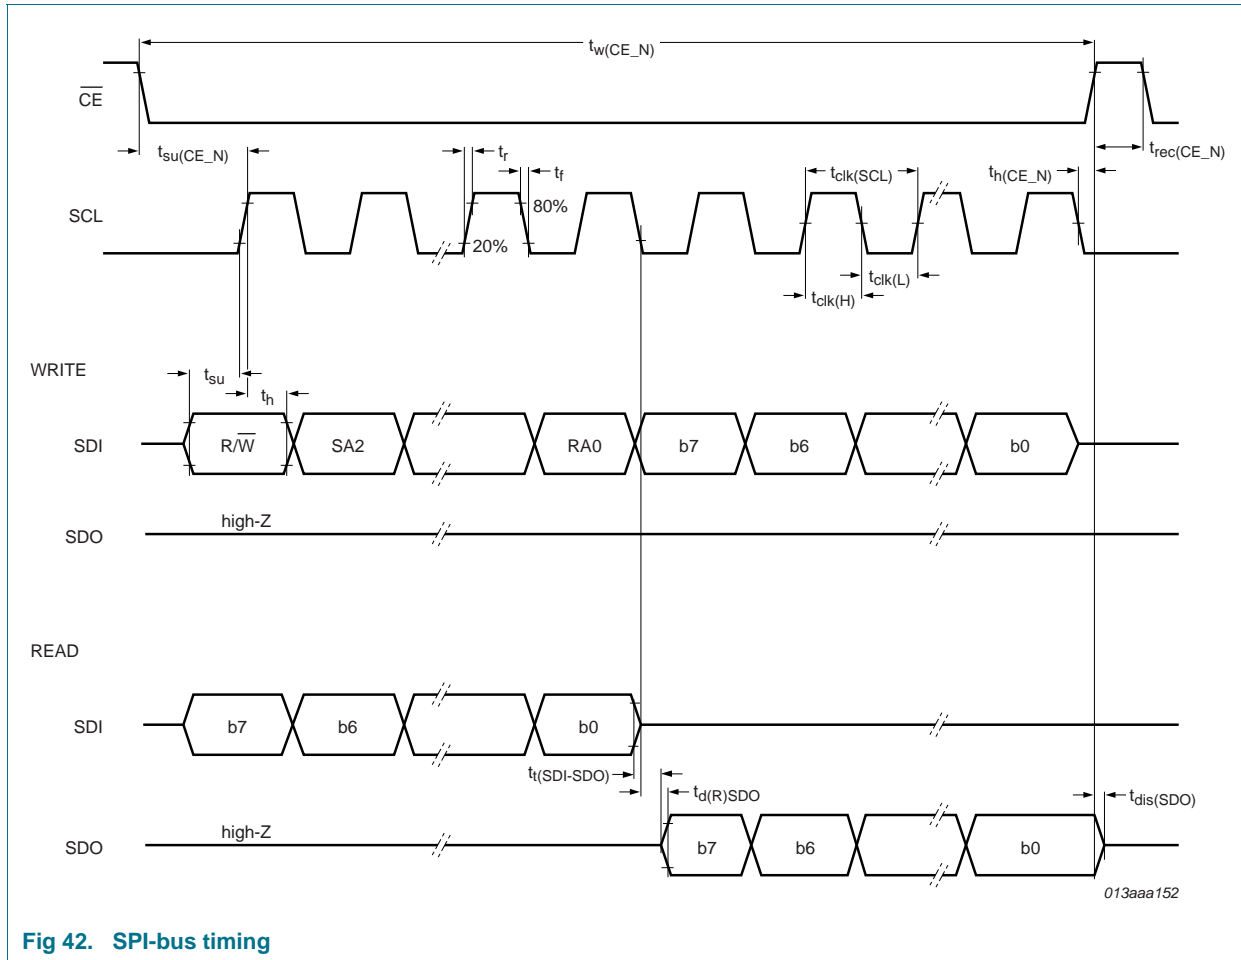 tw(CE_N)
CE
tsu(CE_N)
tr
tf
tclk(SCL)
th(CE_N)
trec(CE_N)
SCL
80%
20%
tclk(H)
tclk(L)
WRITE
tsu
th
SDI
R/W SA2 RA0 b7 b6 b0
high-Z
SDO
READ
SDI
b7 b6 b0
tt(SDI-SDO)
td(R)SDO
tdis(SDO)
high-Z
SDO
b7 b6 b0
013aaa152
Fig 42. SPI-bus timing